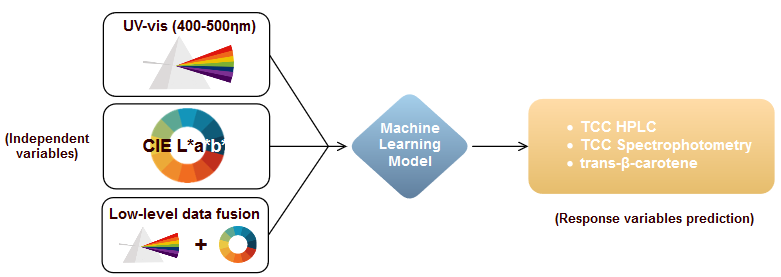 UV-vis (400-500ηm)
(Independent
variables)
CIE L*a*b*
Low-level data fusion
+
Machine
Learning
Model
• TCC HPLC
• TCC Spectrophotometry
• trans-β-carotene
(Response variables prediction)